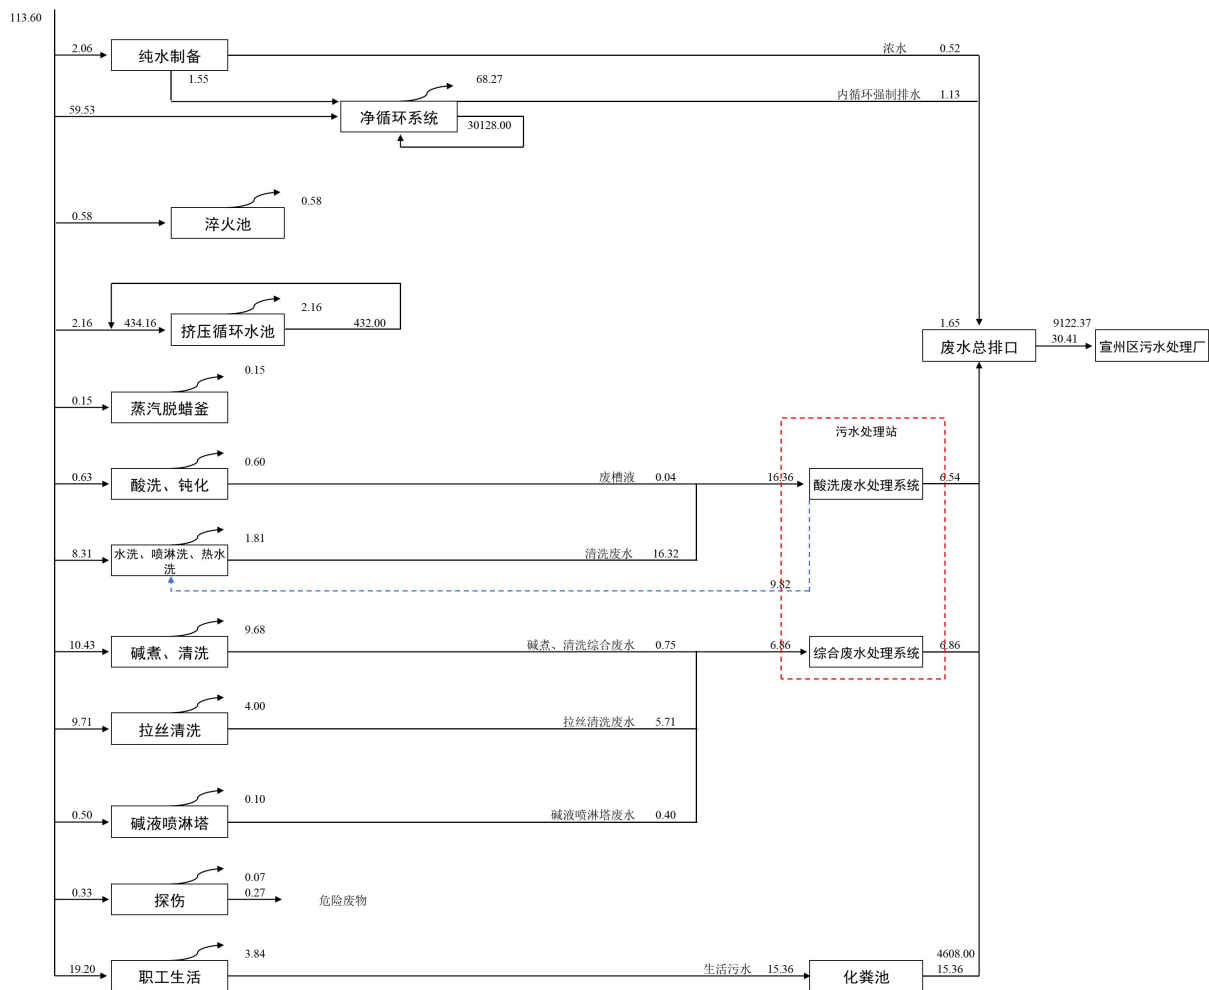 113.60
2.06
纯水制备
浓水
0.52
1.55
68.27
内循环强制排水
1.13
59.53
净循环系统
30128.00
0.58
淬火池
0.58
2.16
434.16
挤压循环水池
2.16
432.00
1.65
废水总排口
9122.37
30.41
宣州区污水处理厂
0.15
蒸汽脱蜡釜
0.15
污水处理站
0.63
酸洗、钝化
0.60
废槽液
0.04
16.36
酸洗废水处理系统
6.54
8.31
水洗、喷淋洗、热水
洗
1.81
清洗废水
16.32
9.82
10.43
碱煮、清洗
9.68
碱煮、清洗综合废水
0.75
6.86
综合废水处理系统
6.86
9.71
拉丝清洗
4.00
拉丝清洗废水
5.71
0.50
碱液喷淋塔
0.10
碱液喷淋塔废水
0.40
0.33
探伤
0.07
0.27
危险废物
19.20
职工生活
3.84
生活污水
15.36
化粪池
4608.00
15.36